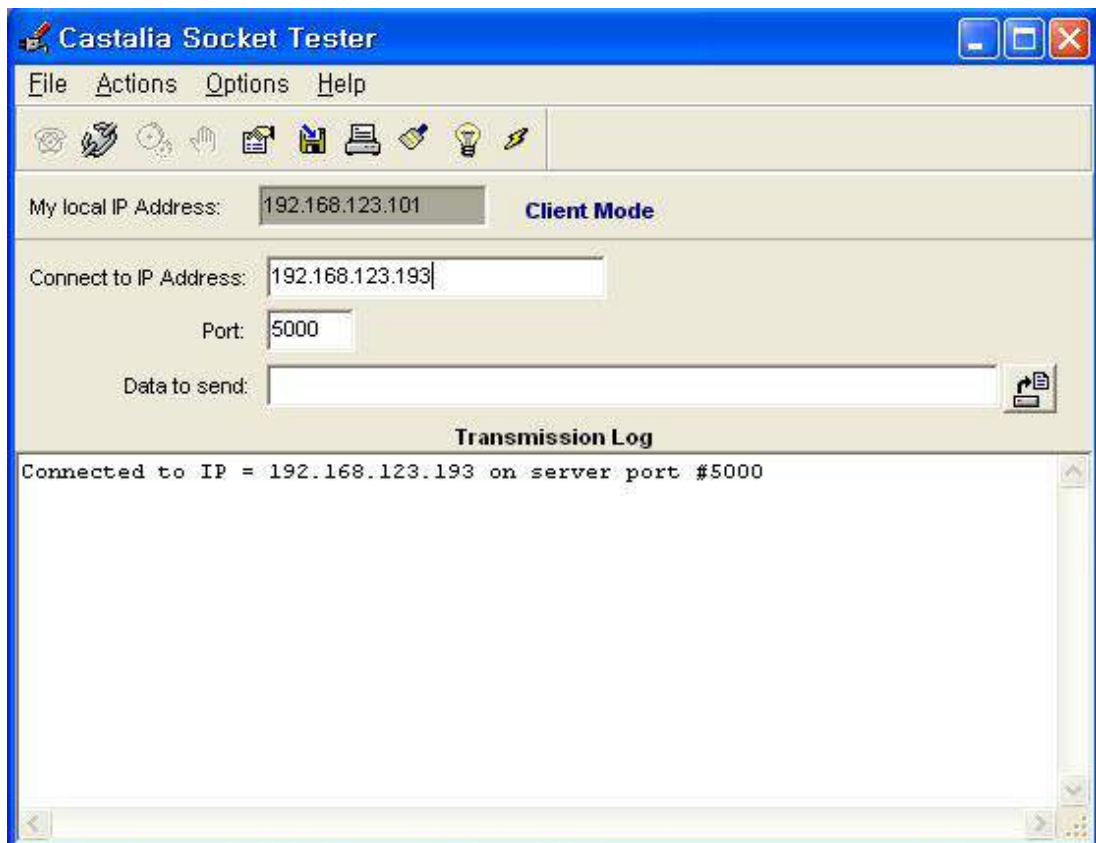 Castalia Socket Tester
File Actions Options Help
My local IP Address: 192.168.123.101 Client Mode
Connect to IP Address: 192.168.123.193
Port: 5000
Data to send:
Transmission Log
Connected to IP = 192.168.123.193 on server port #5000